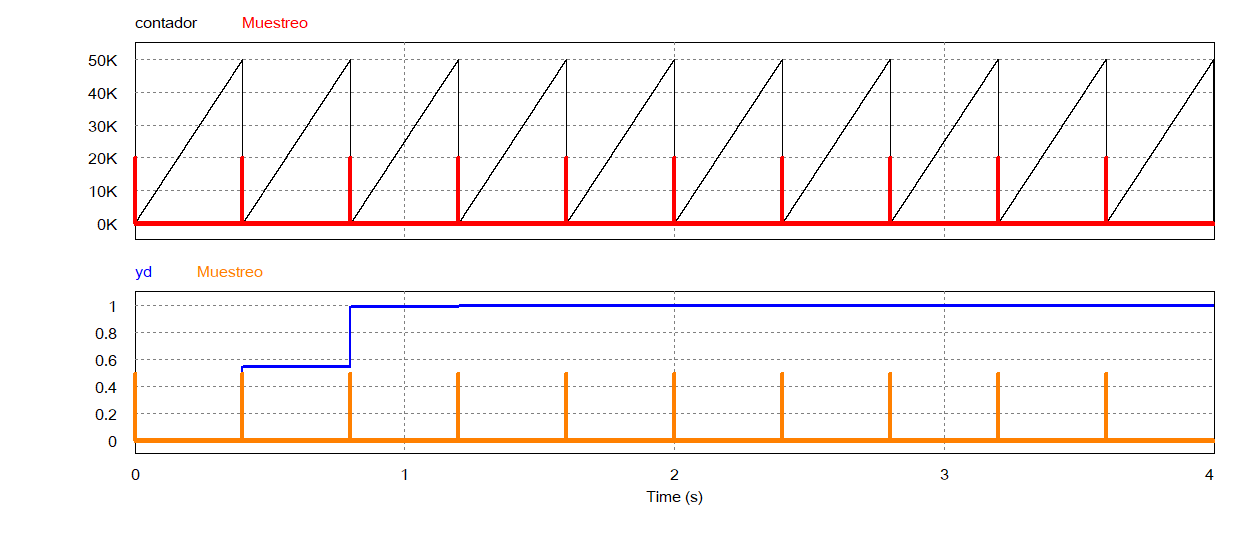 contador Muestreo
50K
40K
30K
20K
10K
0K
yd Muestreo
1
0.8
0.6
0.4
0.2
0
0 1 2 3 4
Time (s)